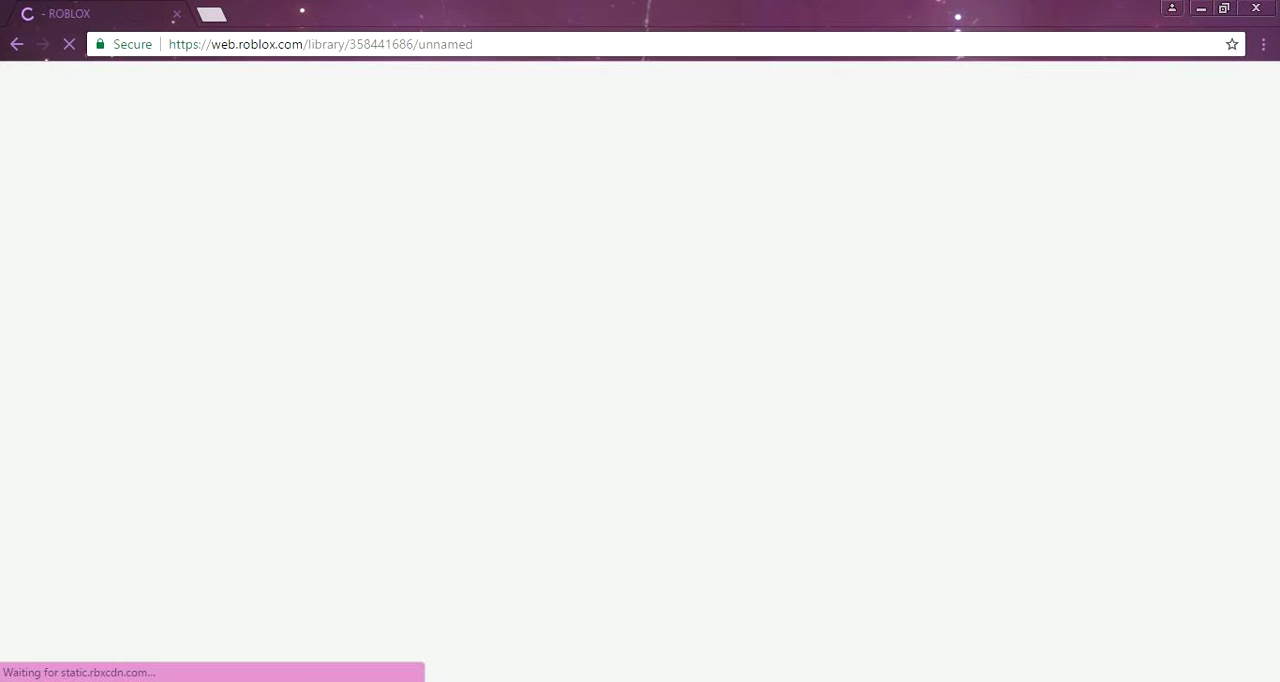 - ROBLOX
Secure https://web.roblox.com/library/358441686/unnamed
Waiting for static.rbxcdn.com...